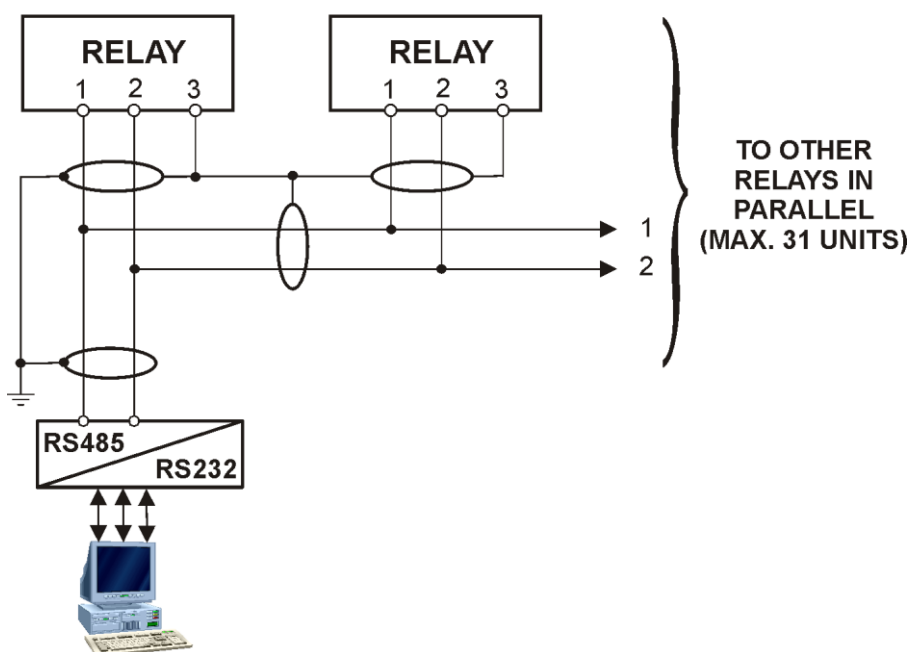 RELAY
1 2 3
RELAY
1 2 3
TO OTHER
RELAYS IN
PARALLEL
(MAX. 31 UNITS)
1
2
RS485
RS232